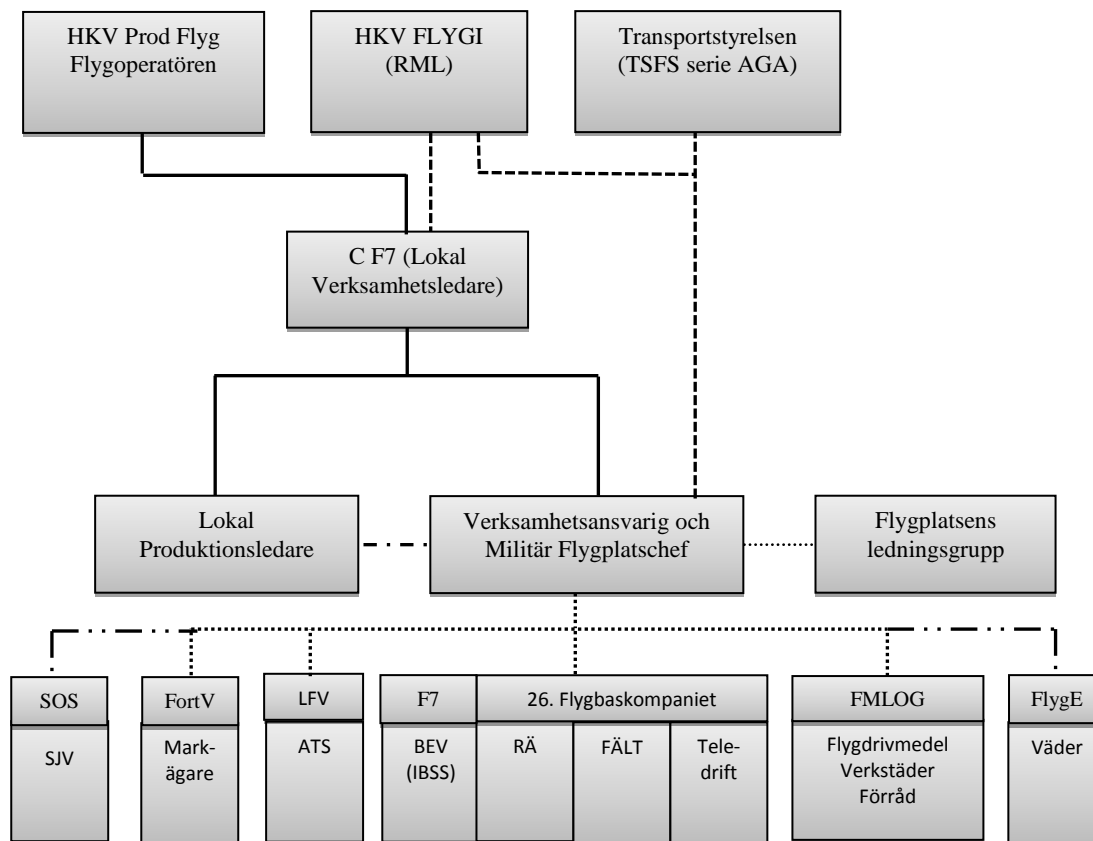 HKV Prod Flyg
Flygoperatören
HKV FLYGI
(RML)
Transportstyrelsen
(TSFS serie AGA)
C F7 (Lokal
Verksamhetsledare)
Lokal
Produktionsledare
Verksamhetsansvarig och
Militär Flygplatschef
Flygplatsens
ledningsgrupp
SOS
SJV
FortV
Mark-
ägare
LFV
ATS
F7
BEV
(IBSS)
26. Flygbaskompaniet
RÄ
FÄLT
Tele-
drift
FMLOG
Flygdrivmedel
Verkstäder
Förråd
FlygE
Väder